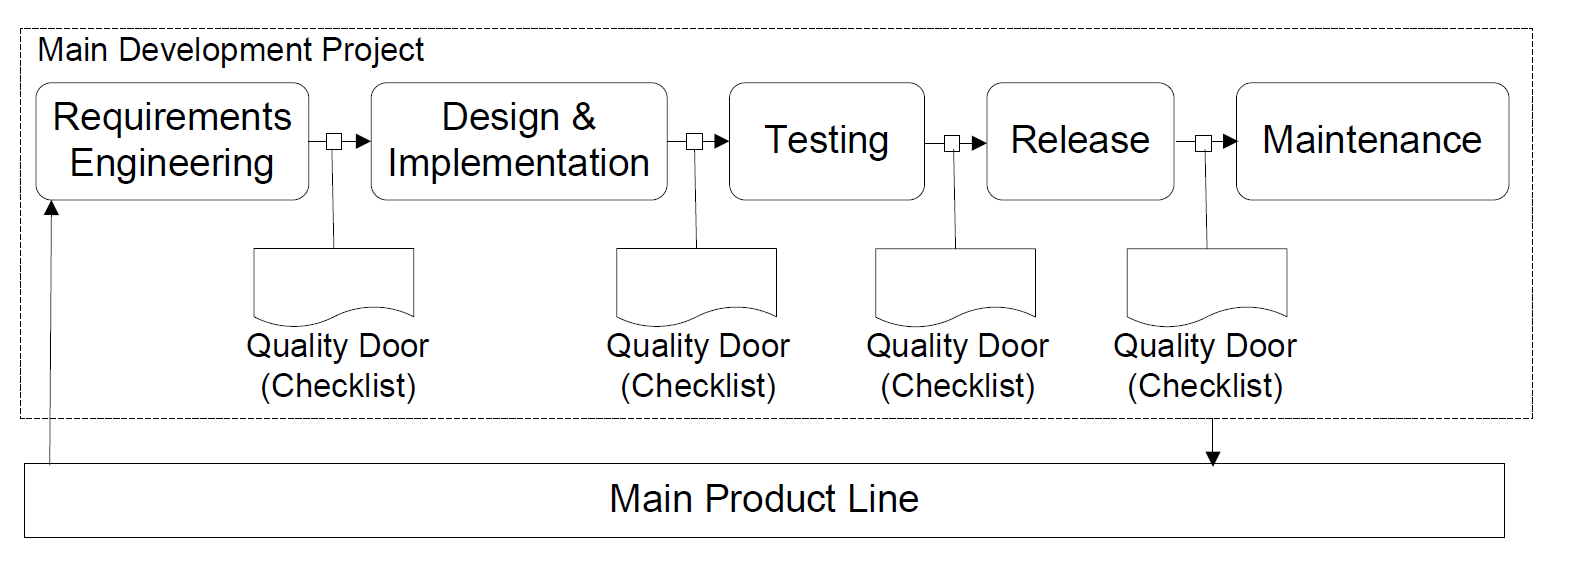 Main Development Project
Requirements
Engineering
Design &
Implementation
Testing
Release
Maintenance
Quality Door
(Checklist)
Quality Door
(Checklist)
Quality Door
(Checklist)
Quality Door
(Checklist)
Main Product Line